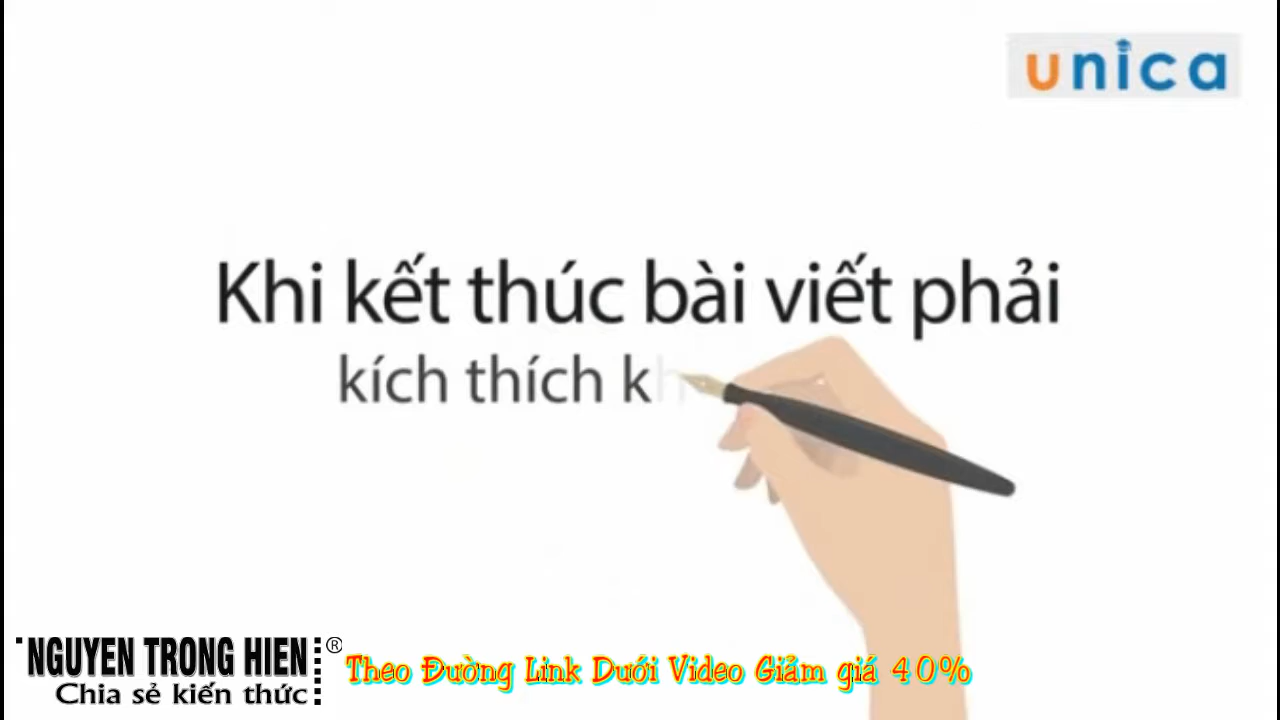 unica
Khi kết thúc bài viết phải
kích thích kh
NGUYEN TRONG HIEN ®
Chia sẻ kiến thức
Theo Đường Link Dưới Video Giảm giá 40%